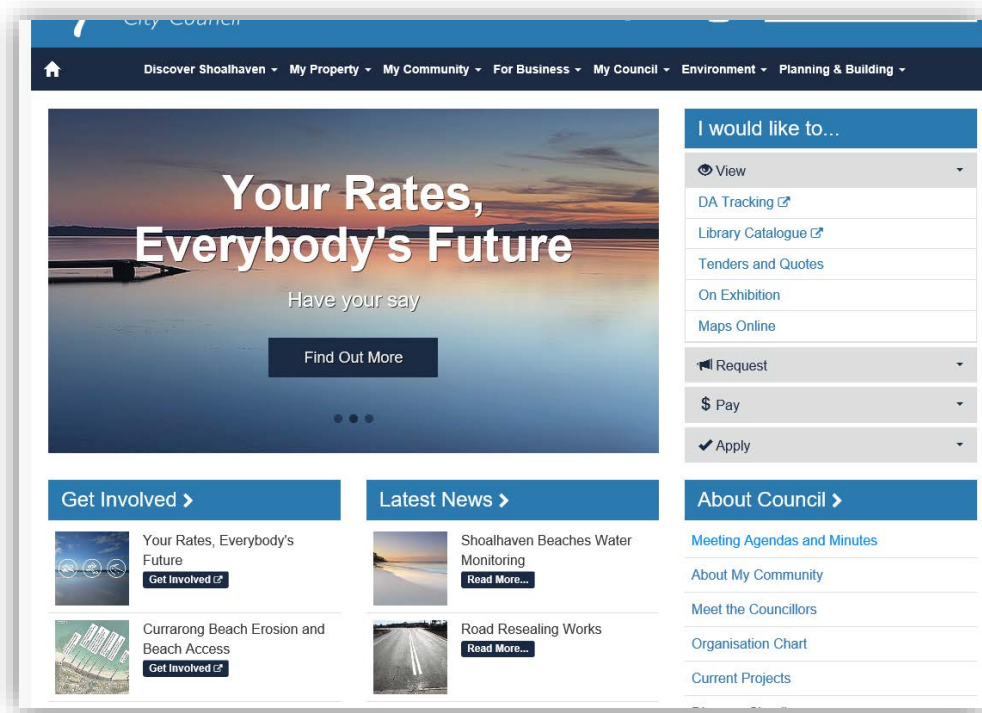 City Council
Discover Shoalhaven
My Property
My Community
For Business
My Council
Environment
Planning & Building
Your Rates,
Everybody's Future
Have your say
Find Out More
I would like to...
View
DA Tracking
Library Catalogue
Tenders and Quotes
On Exhibition
Maps Online
Request
$ Pay
Apply
Get Involved
Your Rates, Everybody's
Future
Get Involved
Currarong Beach Erosion and
Beach Access
Get Involved
Latest News
Shoalhaven Beaches Water
Monitoring
Read More...
Road Resealing Works
Read More...
About Council
Meeting Agendas and Minutes
About My Community
Meet the Councillors
Organisation Chart
Current Projects